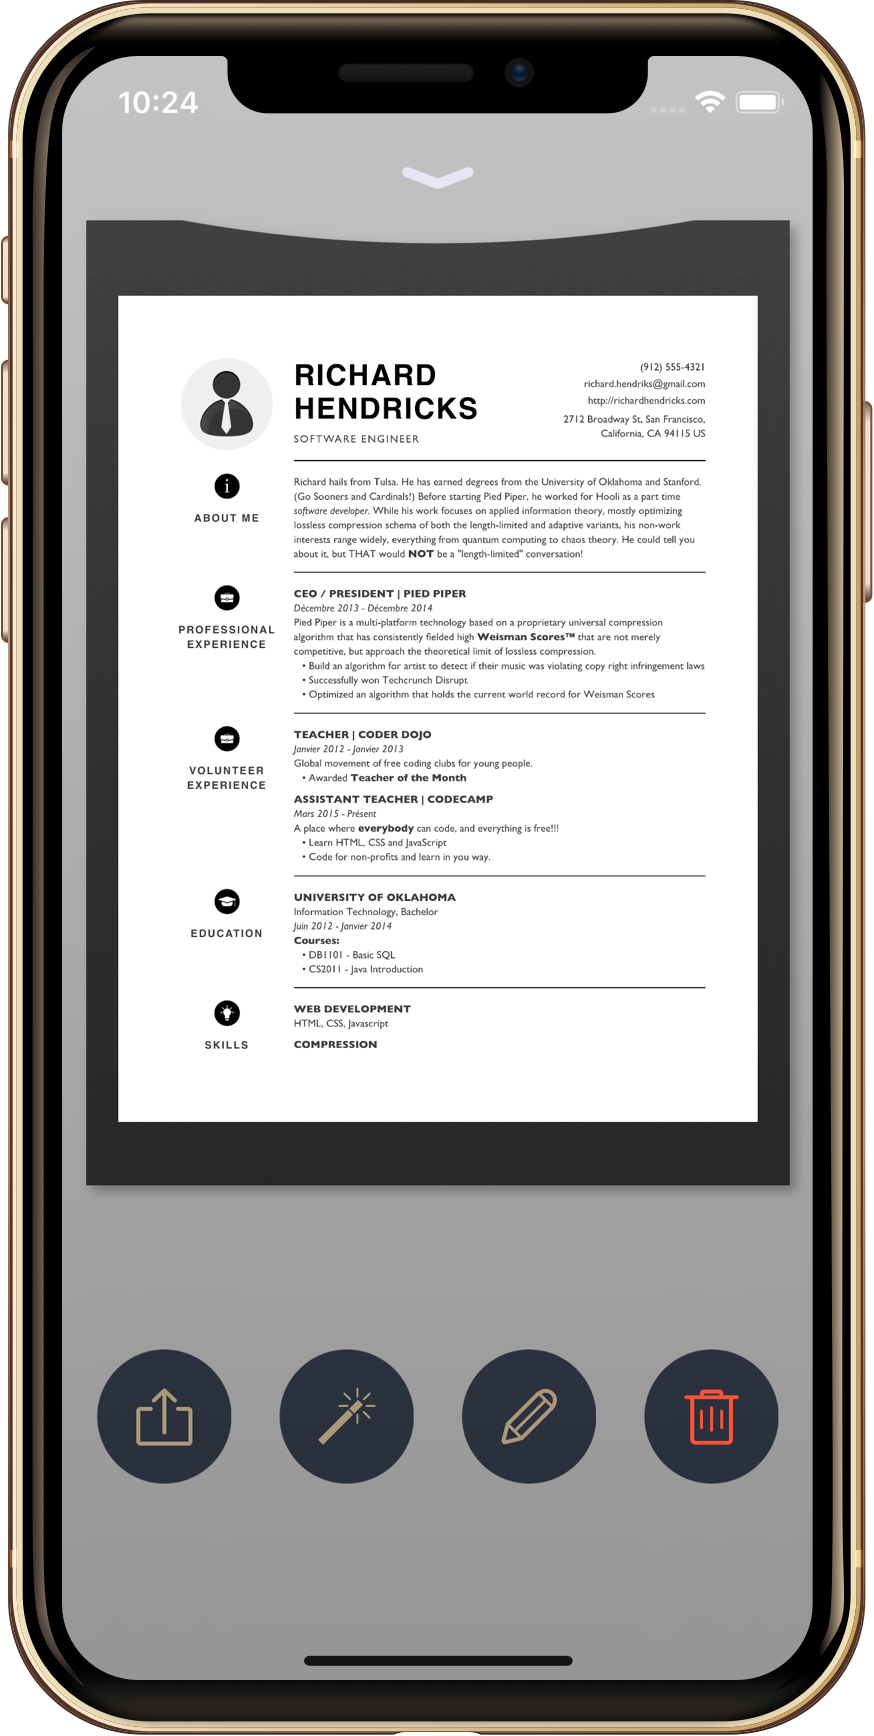 10:24
RICHARD
HENDRICKS
SOFTWARE ENGINEER
(912) 555-4321
richard.hendriks@gmail.com
http://richardhendricks.com
2712 Broadway St, San Francisco,
California, CA 94115 US
ABOUT ME
Richard hails from Tulsa. He has earned degrees from the University of Oklahoma and Stanford.
(Go Sooners and Cardinals!) Before starting Pied Piper, he worked for Hooli as a part time
software developer. While his work focuses on applied information theory, mostly optimizing
lossless compression schema of both the length-limited and adaptive variants, his non-work
interests range widely, everything from quantum computing to chaos theory. He could tell you
about it, but THAT would NOT be a "length-limited" conversation!
PROFESSIONAL
EXPERIENCE
CEO / PRESIDENT | PIED PIPER
Décembre 2013 - Décembre 2014
Pied Piper is a multi-platform technology based on a proprietary universal compression
algorithm that has consistently fielded high Weisman Scores™ that are not merely
competitive, but approach the theoretical limit of lossless compression.
• Build an algorithm for artist to detect if their music was violating copy right infringement laws
• Successfully won Techcrunch Disrupt
• Optimized an algorithm that holds the current world record for Weisman Scores
VOLUNTEER
EXPERIENCE
TEACHER | CODER DOJO
Janvier 2012 - Janvier 2013
Global movement of free coding clubs for young people.
• Awarded Teacher of the Month
ASSISTANT TEACHER | CODECAMP
Mars 2015 - Présent
A place where everybody can code, and everything is free!!!
• Learn HTML, CSS and JavaScript
• Code for non-profits and learn in you way.
EDUCATION
UNIVERSITY OF OKLAHOMA
Information Technology, Bachelor
Juin 2012 - Janvier 2014
Courses:
• DB1101 - Basic SQL
• CS2011 - Java Introduction
SKILLS
WEB DEVELOPMENT
HTML, CSS, Javascript
COMPRESSION